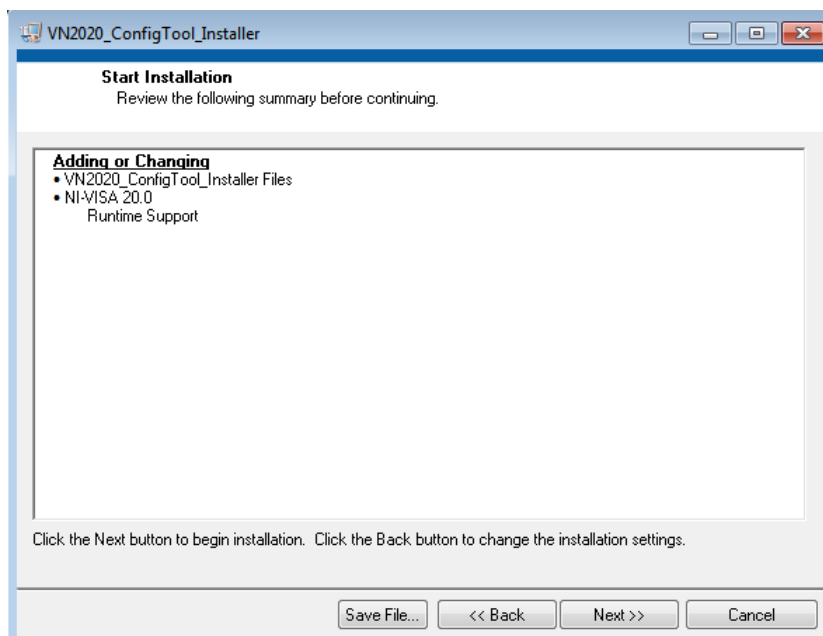 VN2020_ConfigTool_Installer
Start Installation
Review the following summary before continuing.
Adding or Changing
• VN2020_ConfigTool_Installer Files
• NI-VISA 20.0
Runtime Support
Click the Next button to begin installation.  Click the Back button to change the installation settings.
Save File... << Back Next >> Cancel